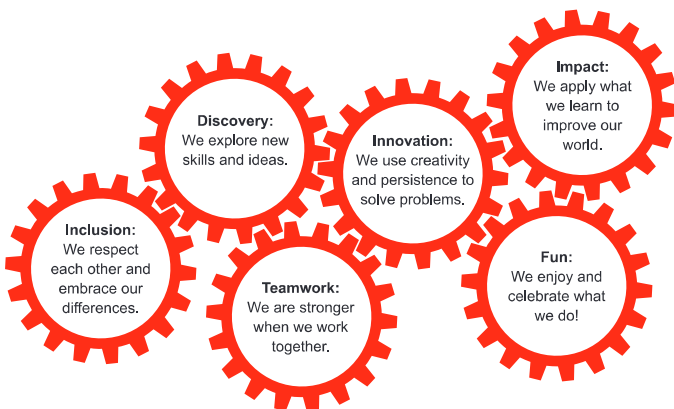 Impact:
We apply what
we learn to
improve our
world.
Discovery:
We explore new
skills and ideas.
Innovation:
We use creativity
and persistence to
solve problems.
Inclusion:
We respect
each other and
embrace our
differences.
Teamwork:
We are stronger
when we work
together.
Fun:
We enjoy and
celebrate what
we do!